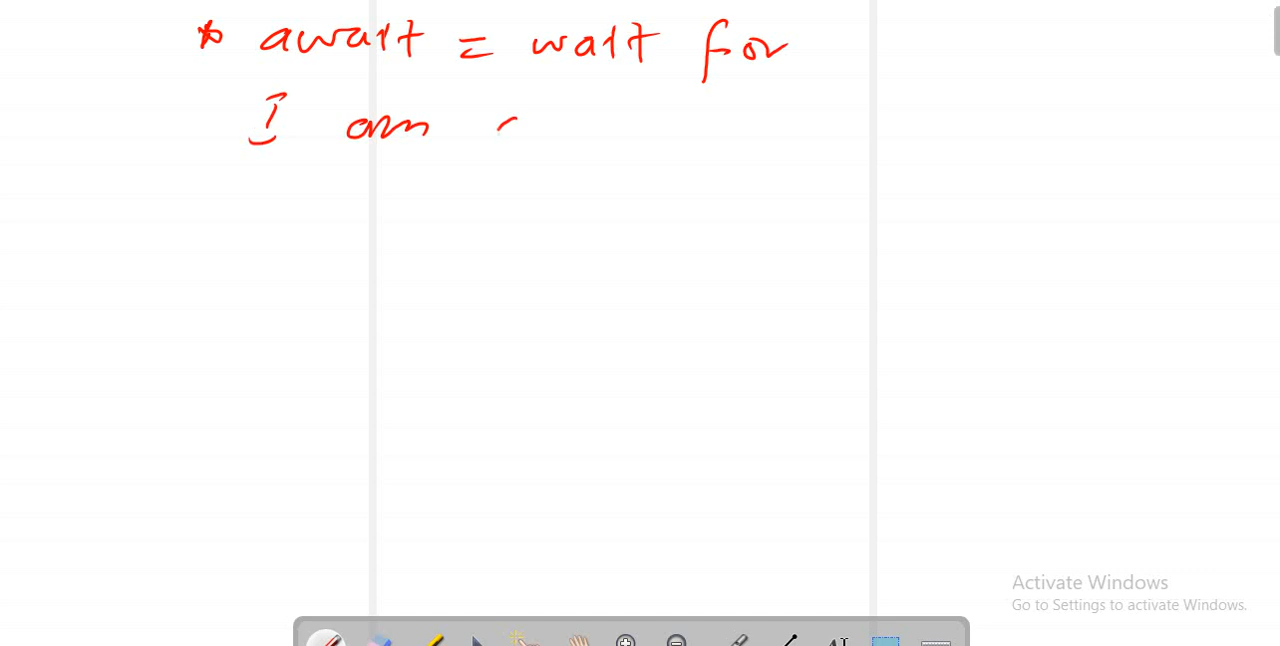 * await = wait for
I am
Activate Windows
Go to Settings to activate Windows.